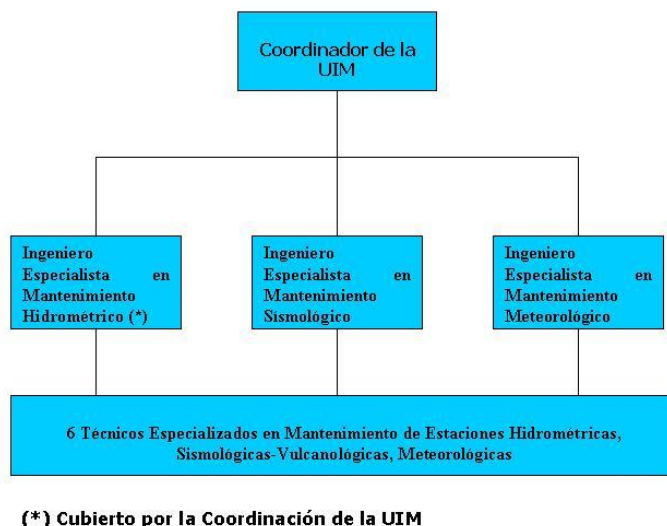 Coordinador de la
UIM
Ingeniero
Especialista en
Mantenimiento
Hidrométrico (*)
Ingeniero
Especialista en
Mantenimiento
Sísmológico
Ingeniero
Especialista en
Mantenimiento
Meteorológico
6 Técnicos Especializados en Mantenimiento de Estaciones Hidrométricas,
Sismológicas-Vulcanológicas, Meteorológicas
(*) Cubierto por la Coordinación de la UIM